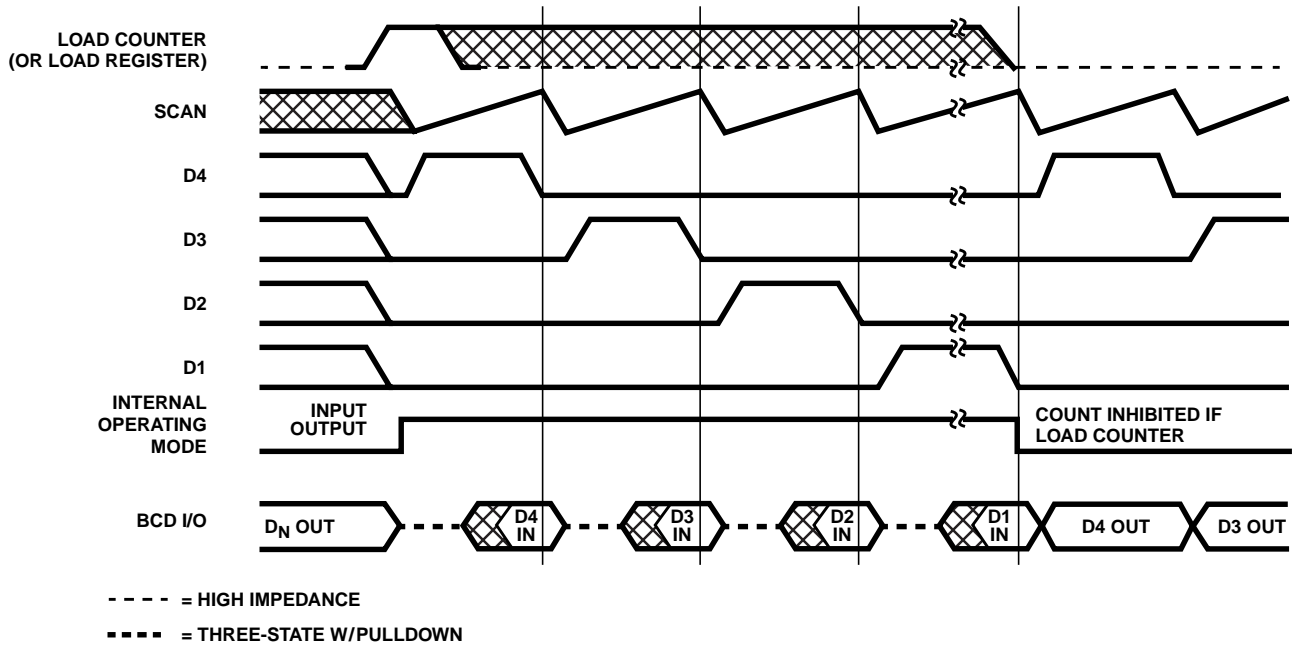 LOAD COUNTER
(OR LOAD REGISTER)
SCAN
D4
D3
D2
D1
INTERNAL
OPERATING
MODE
INPUT
OUTPUT
COUNT INHIBITED IF
LOAD COUNTER
BCD I/O
DN OUT
D4
IN
D3
IN
D2
IN
D1
IN
D4 OUT
D3 OUT
= HIGH IMPEDANCE
= THREE-STATE W/PULLDOWN